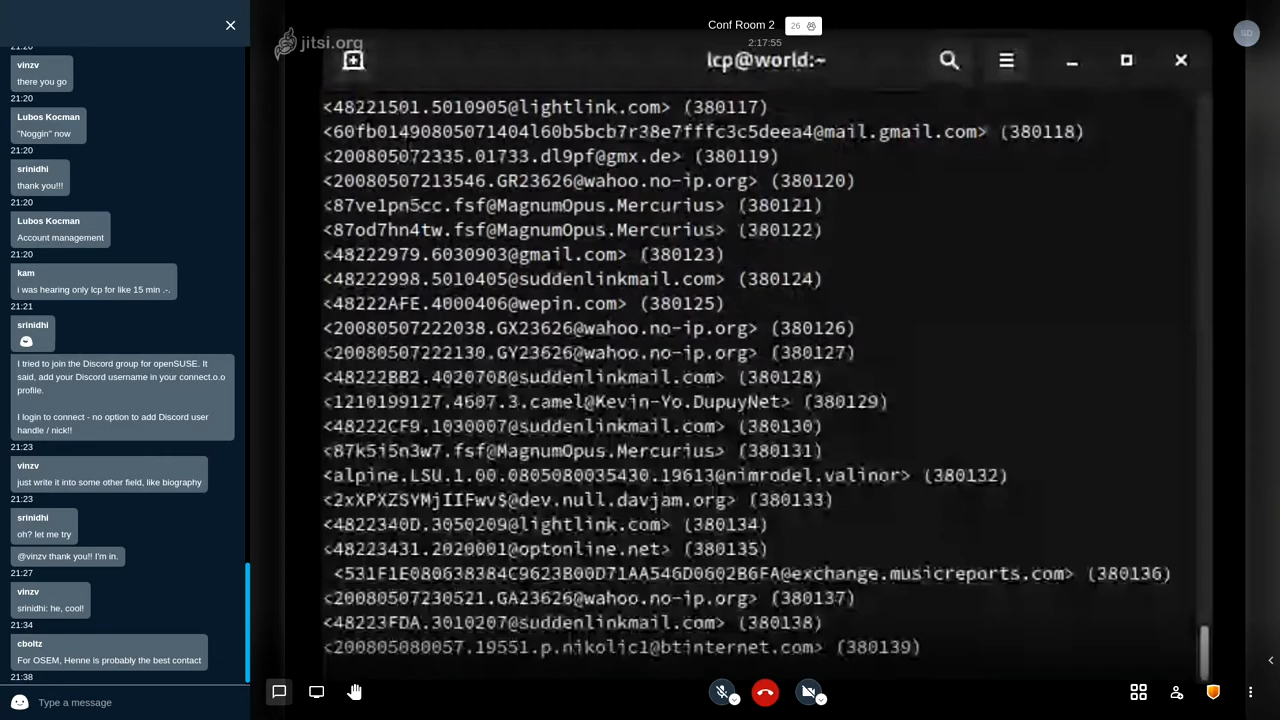 21:20
vinzv
there you go
21:20
Lubos Kocman
"Noggin" now
21:20
srinidhi
thank you!!!
21:20
Lubos Kocman
Account management
21:20
kam
i was hearing only lcp for like 15 min .-.
21:21
srinidhi
I tried to join the Discord group for openSUSE. It
said, add your Discord username in your connect.o.o
profile.
I login to connect - no option to add Discord user
handle / nick!!
21:23
vinzv
just write it into some other field, like biography
21:23
srinidhi
oh? let me try
@vinzv thank you!! I'm in.
21:27
vinzv
srinidhi: he, cool!
21:34
cboltz
For OSEM, Henne is probably the best contact
21:38
Type a message
jitsi.org
Conf Room 2
26
2:17:55
SD
lcp@world:~
<48221501.5010905@lightlink.com> (380117)
<60fb01490805071404l60b5bcb7r38e7fffc3c5deea4@mail.gmail.com> (380118)
<200805072335.01733.dl9pf@gmx.de> (380119)
<20080507213546.GR23626@wahoo.no-ip.org> (380120)
<87ve1pn5cc.fsf@MagnumOpus.Mercurius> (380121)
<87od7hn4tw.fsf@MagnumOpus.Mercurius> (380122)
<48222979.6030903@gmail.com> (380123)
<48222998.5010405@suddenlinkmail.com> (380124)
<48222AFE.4000406@wepin.com> (380125)
<20080507222038.GX23626@wahoo.no-ip.org> (380126)
<20080507222130.GY23626@wahoo.no-ip.org> (380127)
<48222BB2.4020708@suddenlinkmail.com> (380128)
<1210199127.4607.3.camel@Kevin-Yo.DupuyNet> (380129)
<48222CF9.1030007@suddenlinkmail.com> (380130)
<87k5i5n3w7.fsf@MagnumOpus.Mercurius> (380131)
<alpine.LSU.1.00.0805080035430.19613@nimrodel.valinor> (380132)
<2xXPXZSYMjIIFwv$@dev.null.davjam.org> (380133)
<4822340D.3050209@lightlink.com> (380134)
<48223431.2020001@optonline.net> (380135)
<531F1E080638384C9623B00D71AA546D0602B6FA@exchange.musicreports.com> (380136)
<20080507230521.GA23626@wahoo.no-ip.org> (380137)
<48223FDA.3010207@suddenlinkmail.com> (380138)
<200805080057.19551.p.nikolic1@btinternet.com> (380139)